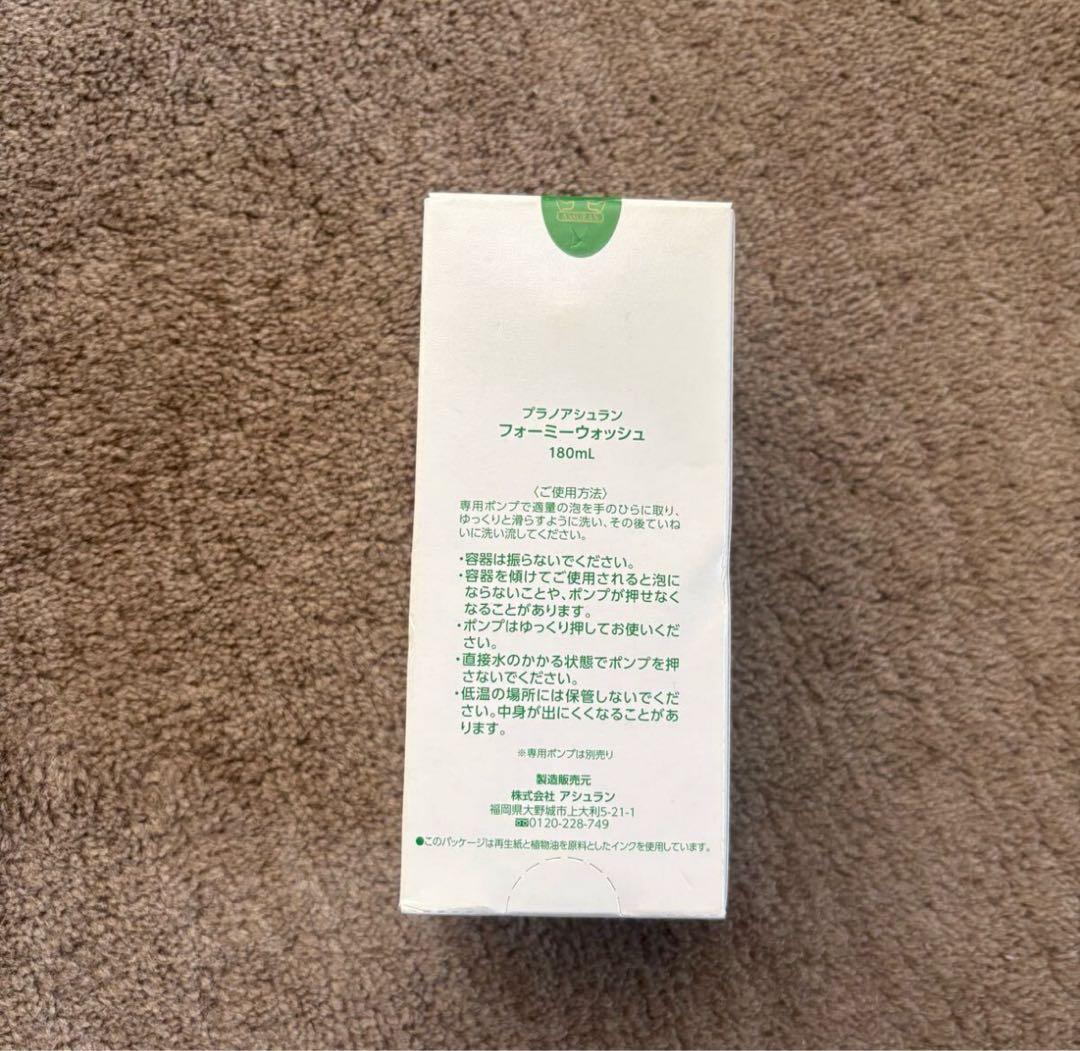 ASURAN
プラノアシュラン
フォーミーウォッシュ
180mL
〈ご使用方法〉
専用ポンプで適量の泡を手のひらに取り、
ゆっくりと滑らすように洗い、その後ていね
いに洗い流してください。
・容器は振らないでください。
・容器を傾けてご使用されると泡に
ならないことや、ポンプが押せなく
なることがあります。
・ポンプはゆっくり押してお使いくだ
さい。
・直接水のかかる状態でポンプを押
さないでください。
・低温の場所には保管しないでくだ
さい。中身が出にくくなることがあ
ります。
※専用ポンプは別売り
製造販売元
株式会社 アシュラン
福岡県大野城市上大利5-21-1
0120-228-749
●このパッケージは再生紙と植物油を原料としたインクを使用しています。